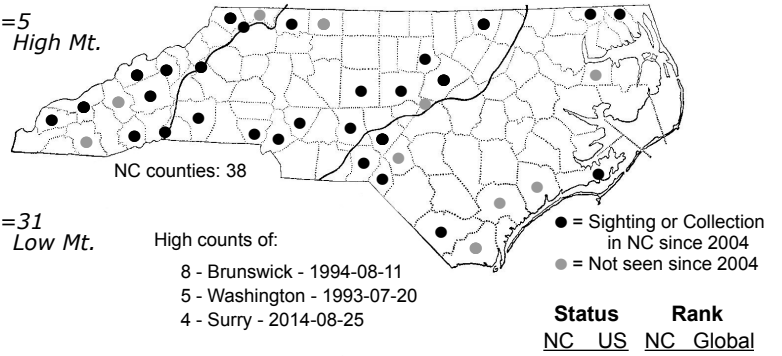 =5
High Mt.
NC counties: 38
=31
Low Mt.
High counts of:
8 - Brunswick - 1994-08-11
5 - Washington - 1993-07-20
4 - Surry - 2014-08-25
= Sighting or Collection
in NC since 2004
= Not seen since 2004
Status Rank
NC US NC Global